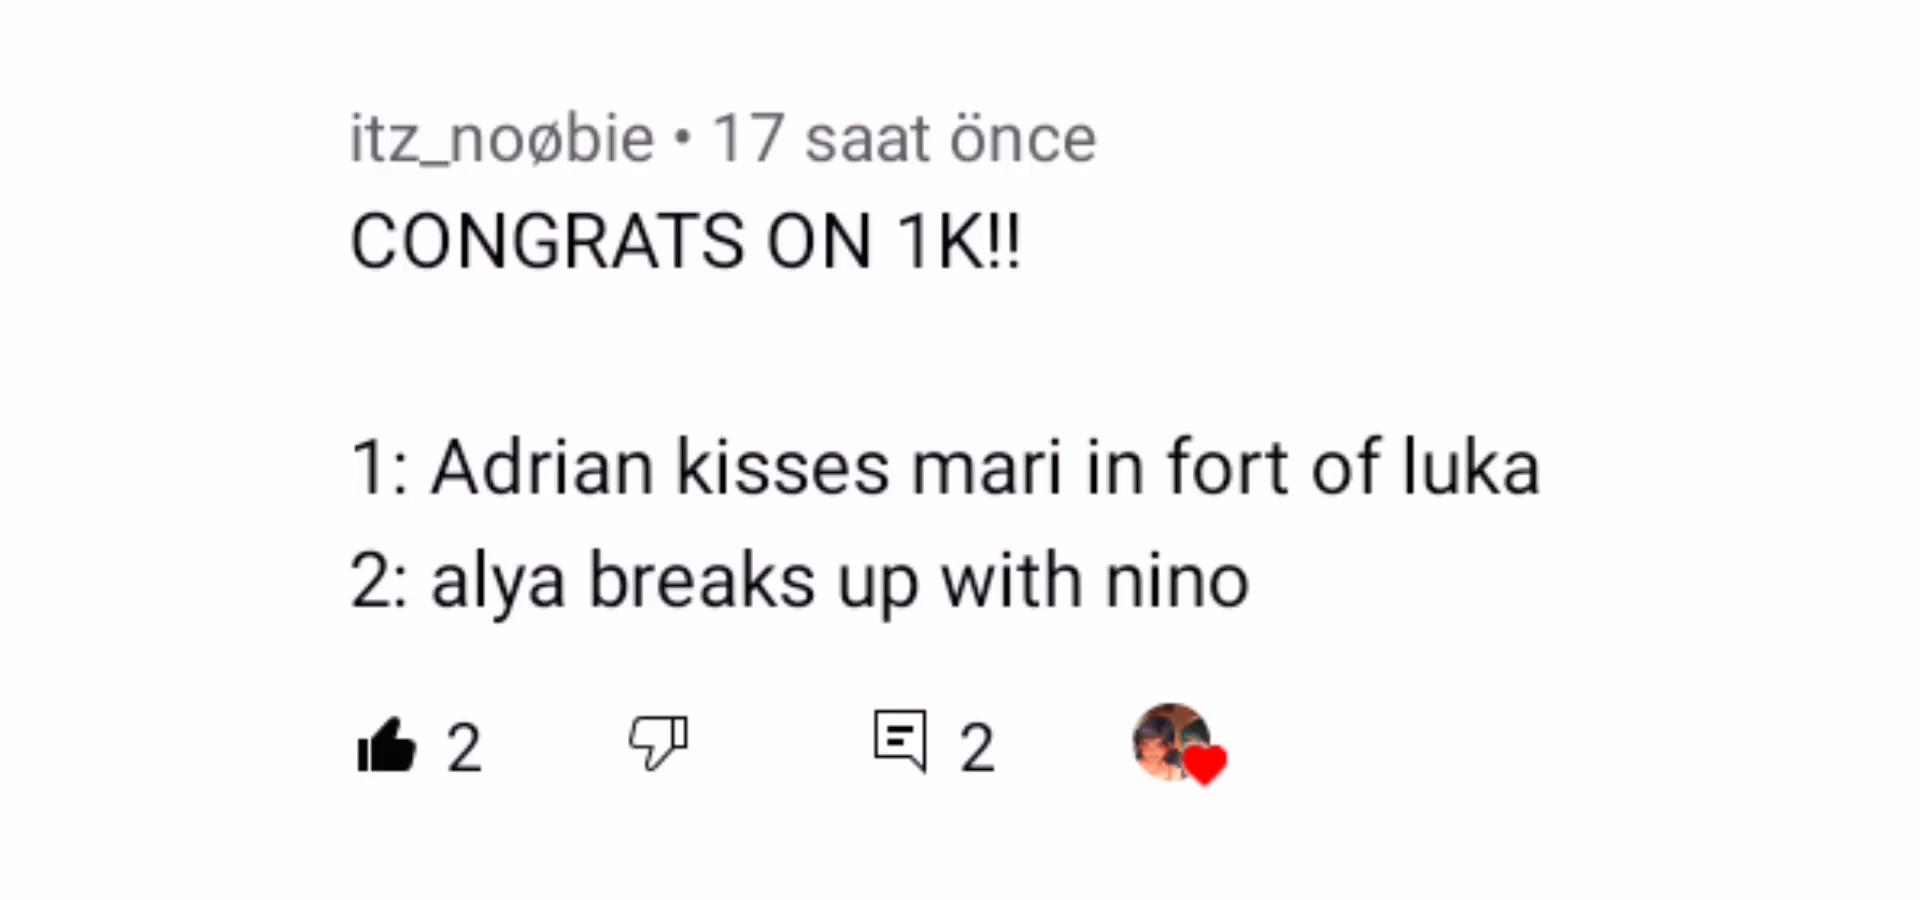 itz_noøbie • 17 saat önce
CONGRATS ON 1K!!
1: Adrian kisses mari in fort of luka
2: alya breaks up with nino
2 2